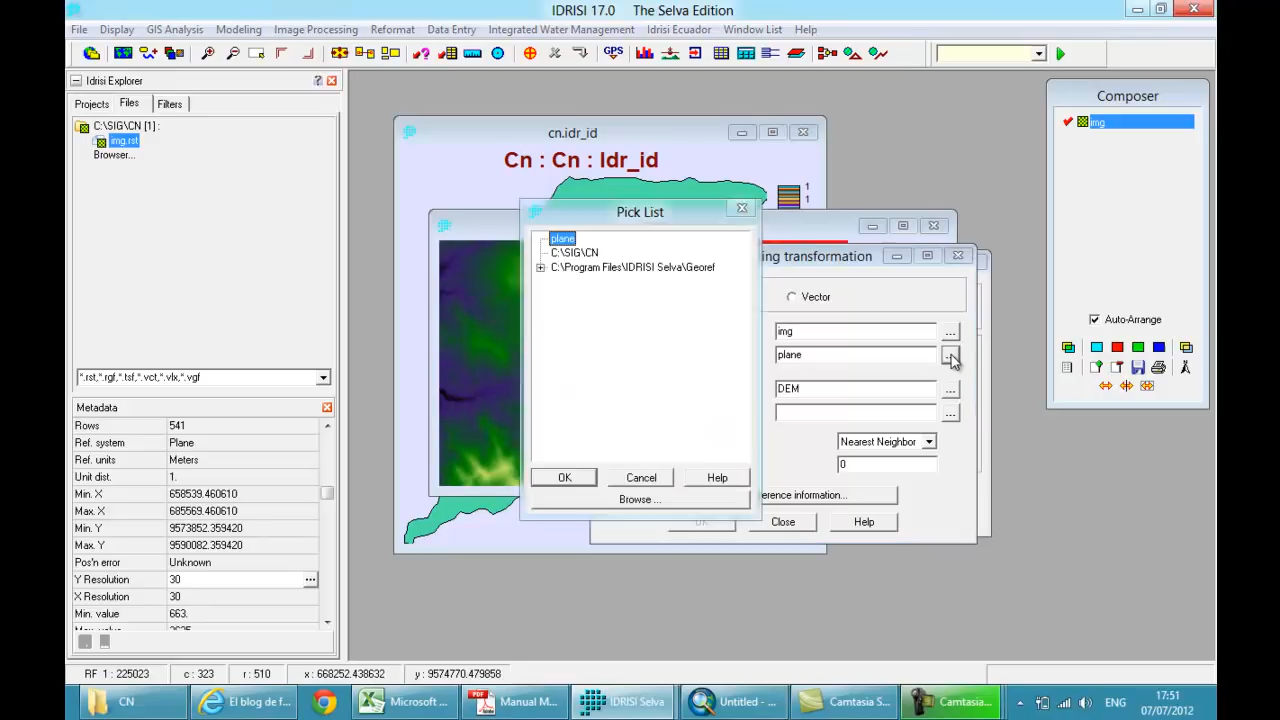 IDRISI 17.0 The Selva Edition
File Display GIS Analysis Modeling Image Processing Reformat Data Entry Integrated Water Management Idrisi Ecuador Window List Help
GPS
Idrisi Explorer
Projects Files Filters
C:\SIG\CN [1] :
img.rst
Browser...
*.rst,*.rgf,*.tsf,*.vct,*.vlx,*.vgf
Metadata
Rows 541
Ref. system Plane
Ref. units Meters
Unit dist. 1.
Min. X 658539.460610
Max. X 685569.460610
Min. Y 9573852.359420
Max. Y 9590082.359420
Pos'n error Unknown
Y Resolution 30
X Resolution 30
Min. value 663.
cn.idr_id
Cn : Cn : Idr_id
1
1
Pick List
plane
C:\SIG\CN
C:\Program Files\IDRISI Selva\Georef
OK Cancel Help
Browse ...
ing transformation
Vector
img
plane
DEM
Nearest Neighbor
0
erence information...
OK Close Help
Composer
img
Auto-Arrange
RF 1 : 225023 c : 323 r : 510 x : 668252.438632 y : 9574770.479858
CN El blog de f... Microsoft ... Manual M... IDRISI Selva Untitled - ... Camtasia S... Camtasia... ENG 17:51
07/07/2012